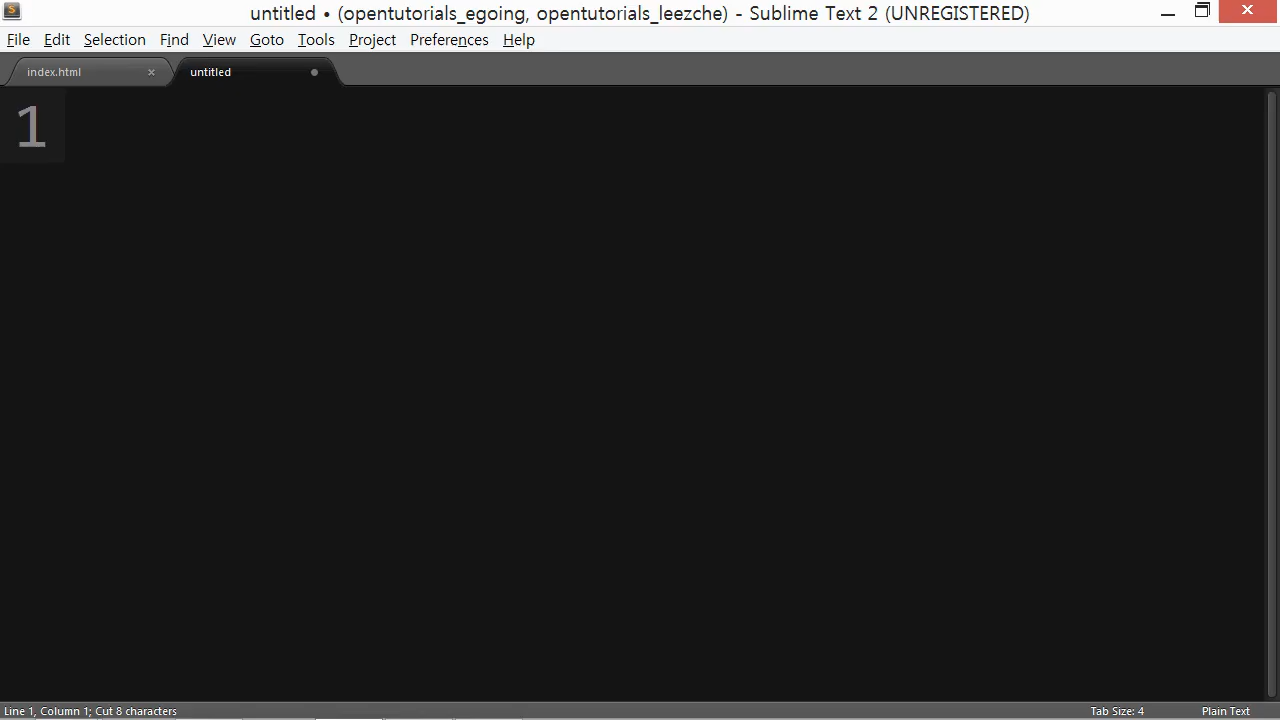 untitled • (opentutorials_egoing, opentutorials_leezche) - Sublime Text 2 (UNREGISTERED)
File Edit Selection Find View Goto Tools Project Preferences Help
index.html × untitled
1
Line 1, Column 1; Cut 8 characters Tab Size: 4 Plain Text